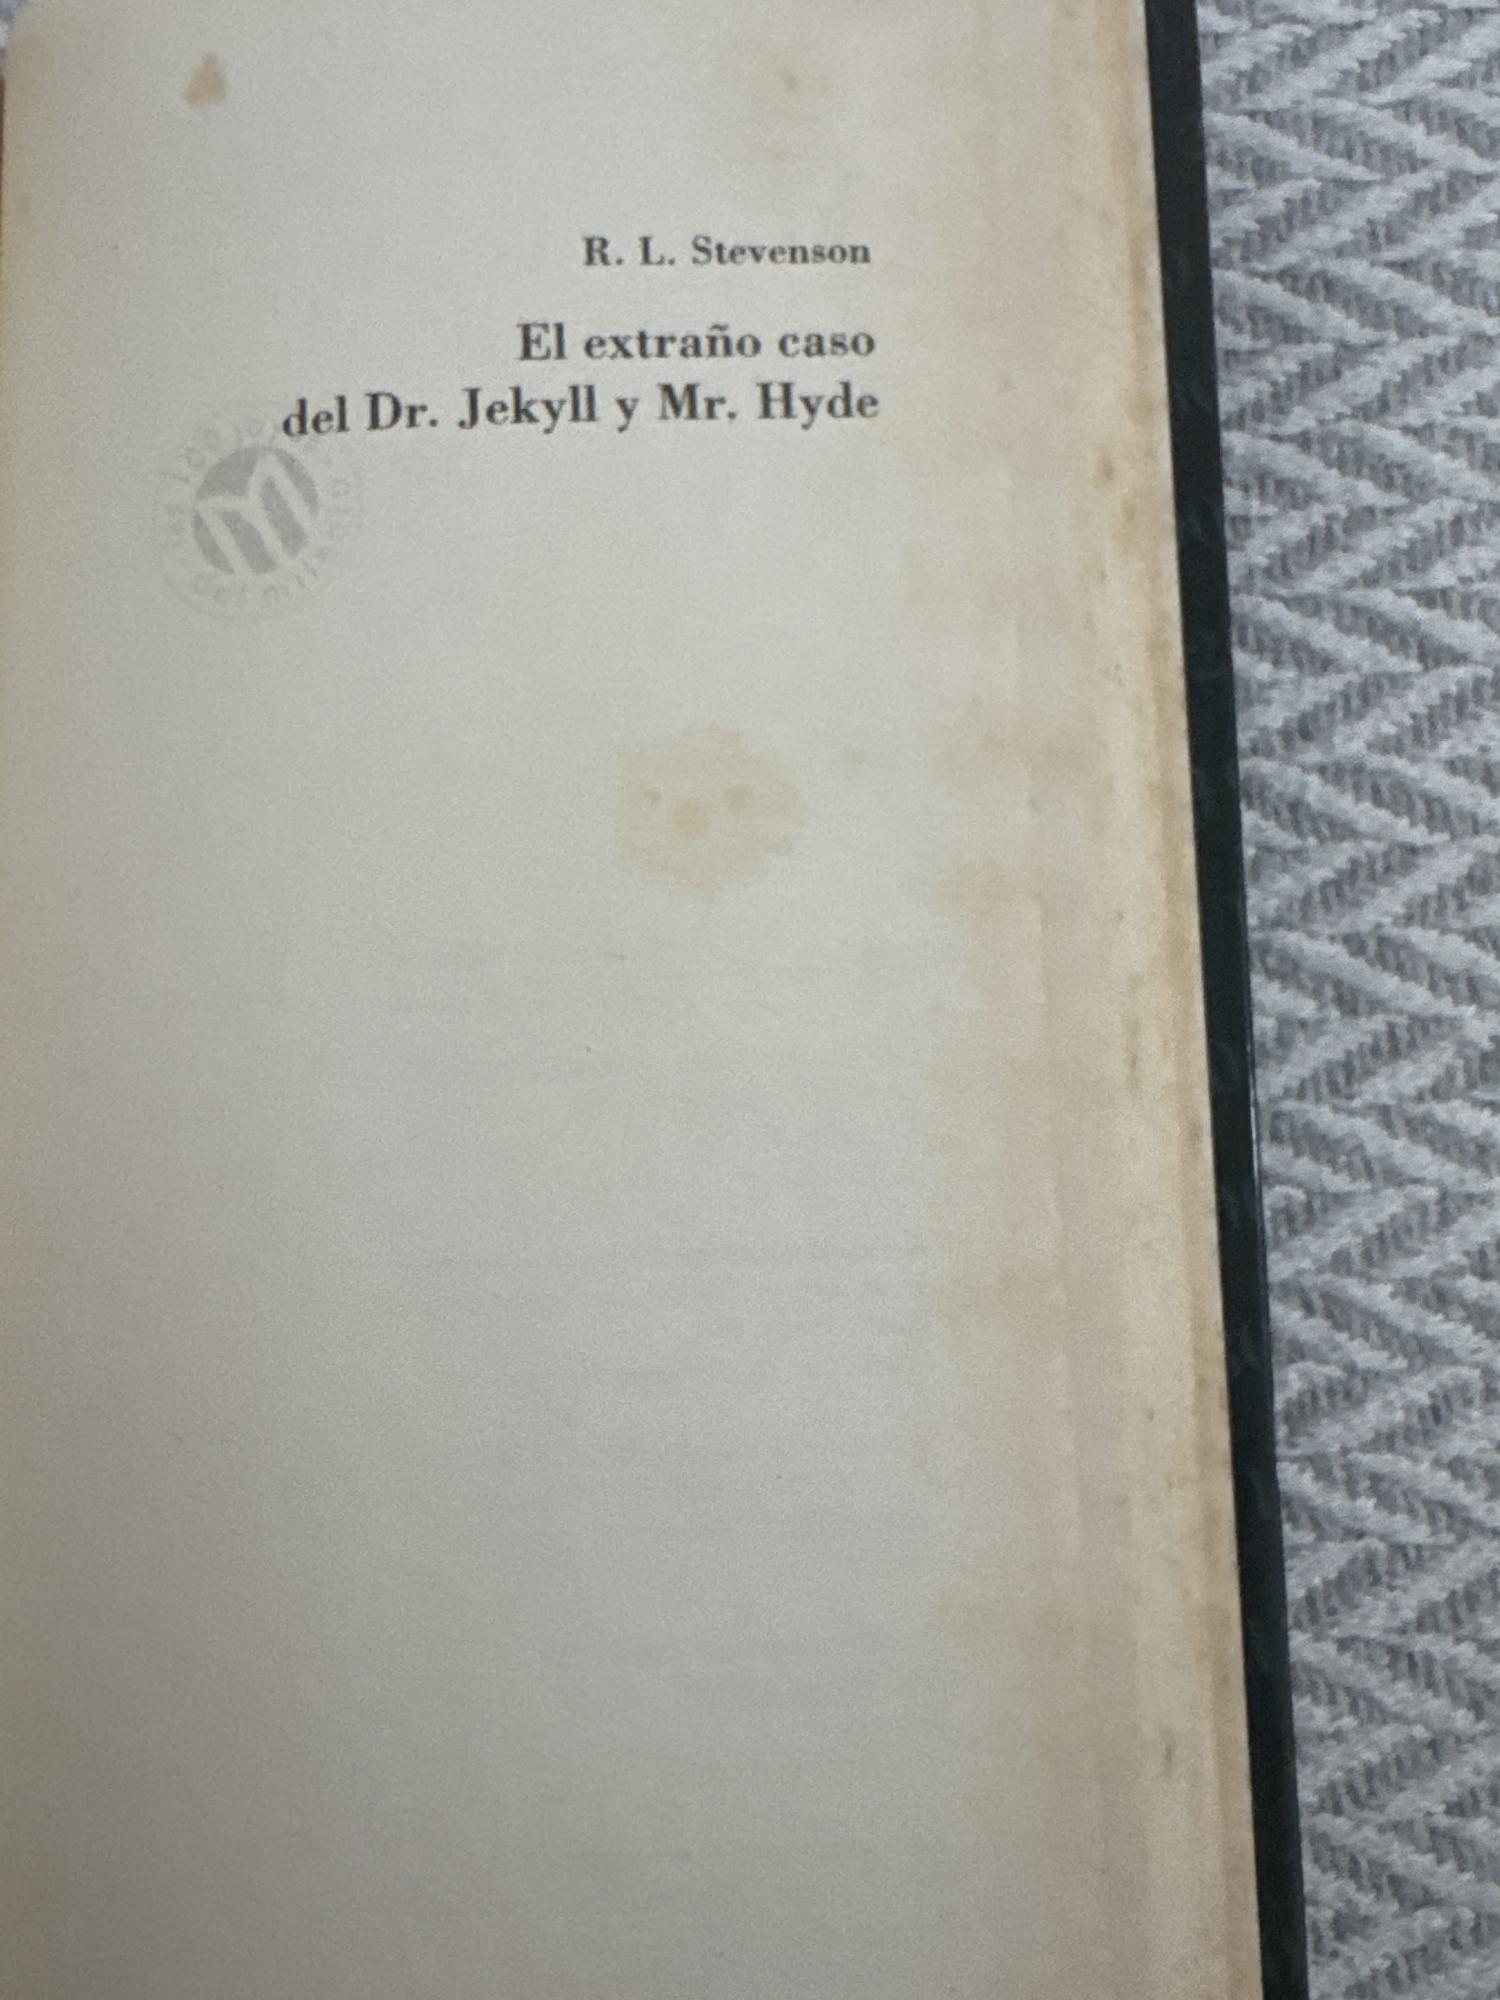 R. L. Stevenson
El extraño caso
del Dr. Jekyll y Mr. Hyde